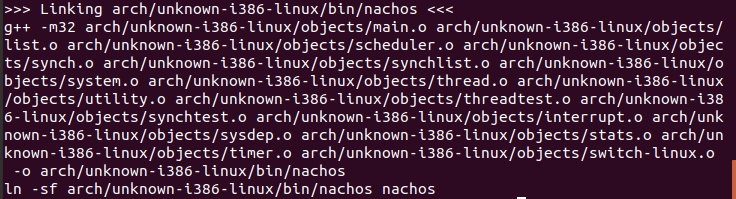 >>> Linking arch/unknown-i386-linux/bin/nachos <<<
g++ -m32 arch/unknown-i386-linux/objects/main.o arch/unknown-i386-linux/objects/
list.o arch/unknown-i386-linux/objects/scheduler.o arch/unknown-i386-linux/objec
ts/synch.o arch/unknown-i386-linux/objects/synchlist.o arch/unknown-i386-linux/o
bjects/system.o arch/unknown-i386-linux/objects/thread.o arch/unknown-i386-linux
/objects/utility.o arch/unknown-i386-linux/objects/threadtest.o arch/unknown-i38
6-linux/objects/synchtest.o arch/unknown-i386-linux/objects/interrupt.o arch/unk
nown-i386-linux/objects/sysdep.o arch/unknown-i386-linux/objects/stats.o arch/un
known-i386-linux/objects/timer.o arch/unknown-i386-linux/objects/switch-linux.o
 -o arch/unknown-i386-linux/bin/nachos
ln -sf arch/unknown-i386-linux/bin/nachos nachos